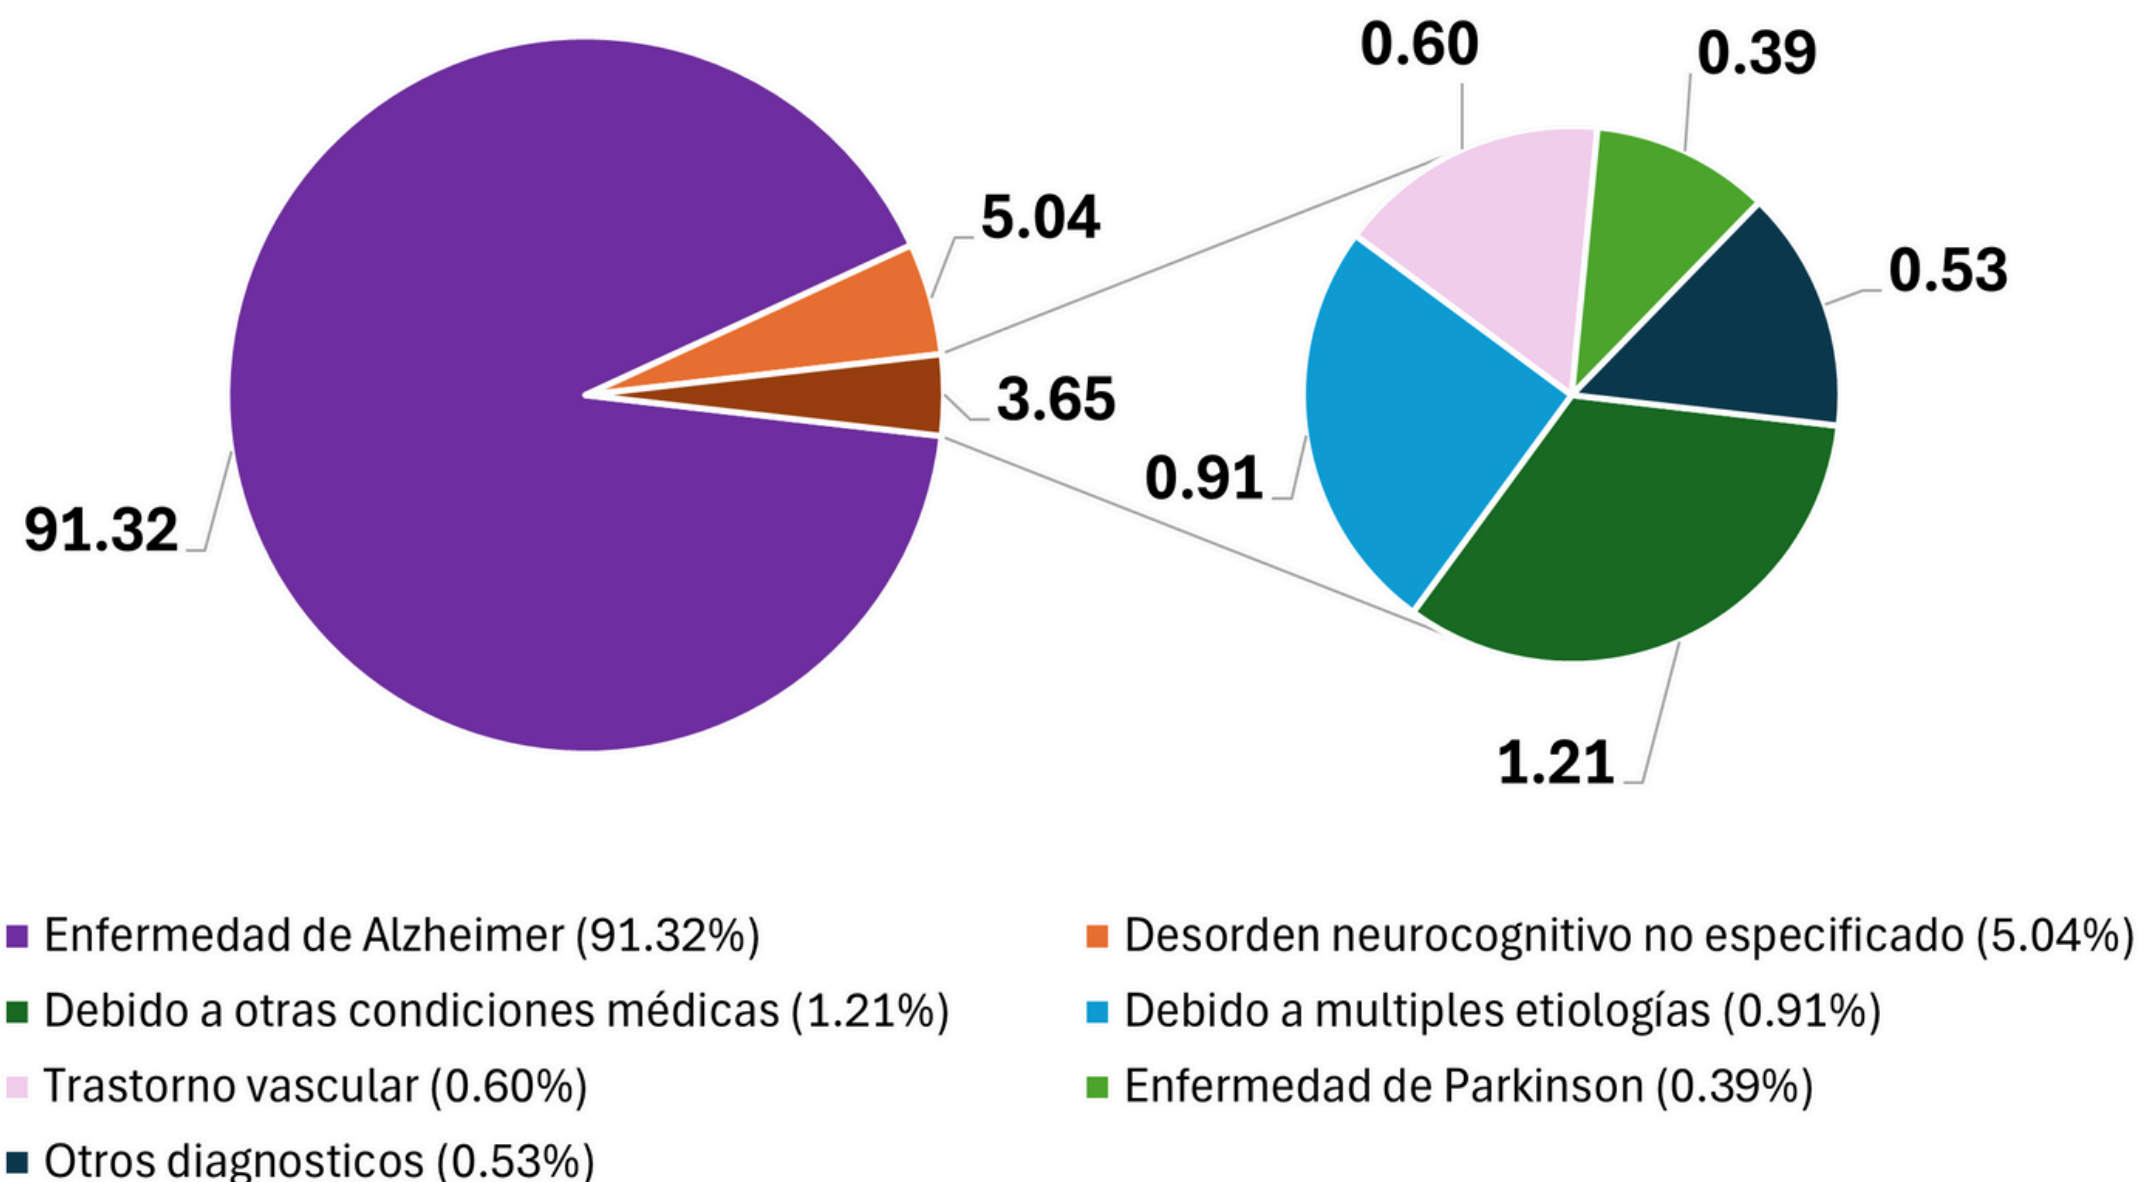 0.60
0.39
5.04
0.53
3.65
0.91
91.32
1.21
Enfermedad de Alzheimer (91.32%)
Desorden neurocognitivo no especificado (5.04%)
Debido a otras condiciones médicas (1.21%)
Debido a multiples etiologías (0.91%)
Trastorno vascular (0.60%)
Enfermedad de Parkinson (0.39%)
Otros diagnosticos (0.53%)